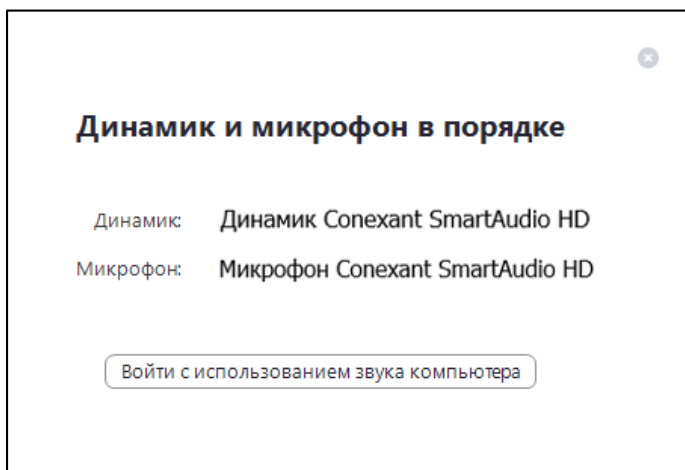 Динамик и микрофон в порядке
Динамик: Динамик Conexant SmartAudio HD
Микрофон: Микрофон Conexant SmartAudio HD
Войти с использованием звука компьютера